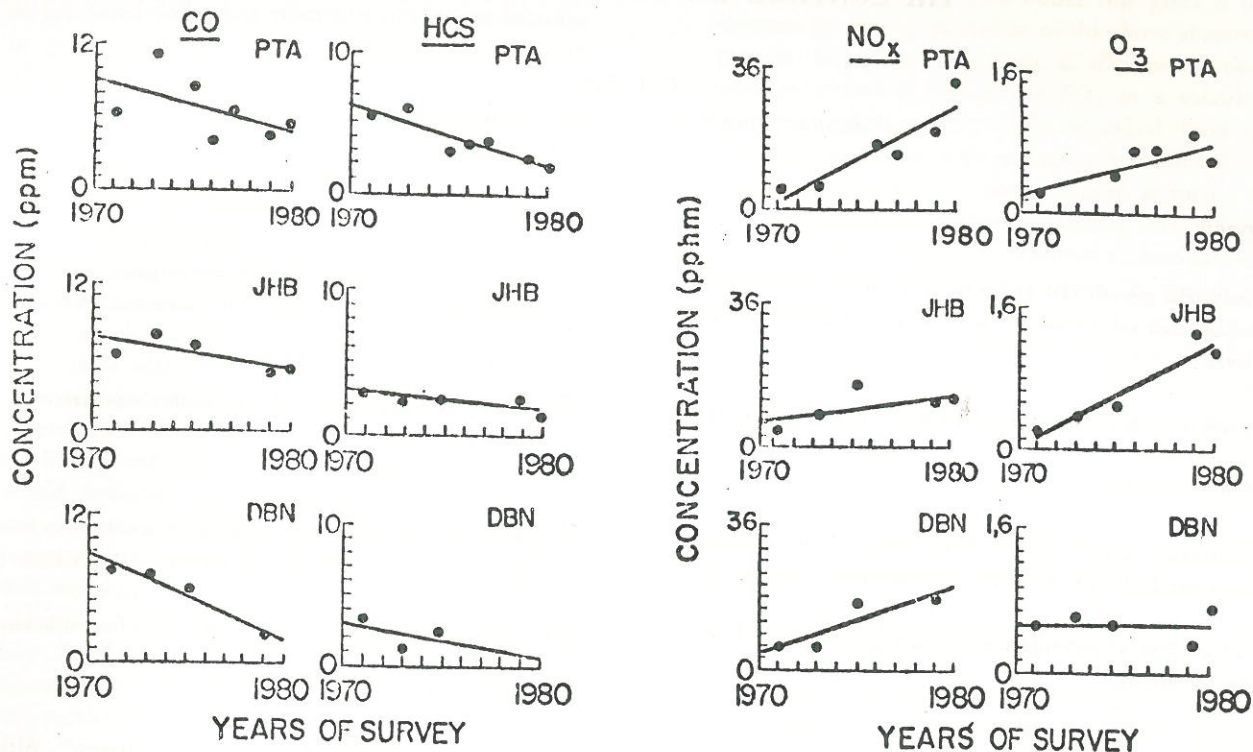 CO PTA
12
0
1970 1980
HCS PTA
10
0
1970 1980
JHB
12
0
1970 1980
JHB
10
0
1970 1980
DBN
12
0
1970 1980
DBN
10
0
1970 1980
CONCENTRATION (ppm)
YEARS OF SURVEY
NOx PTA
36
0
1970 1980
O3 PTA
1,6
0
1970 1980
JHB
36
0
1970 1980
JHB
1,6
0
1970 1980
DBN
36
0
1970 1980
DBN
1,6
0
1970 1980
CONCENTRATION (pphm)
YEARS OF SURVEY